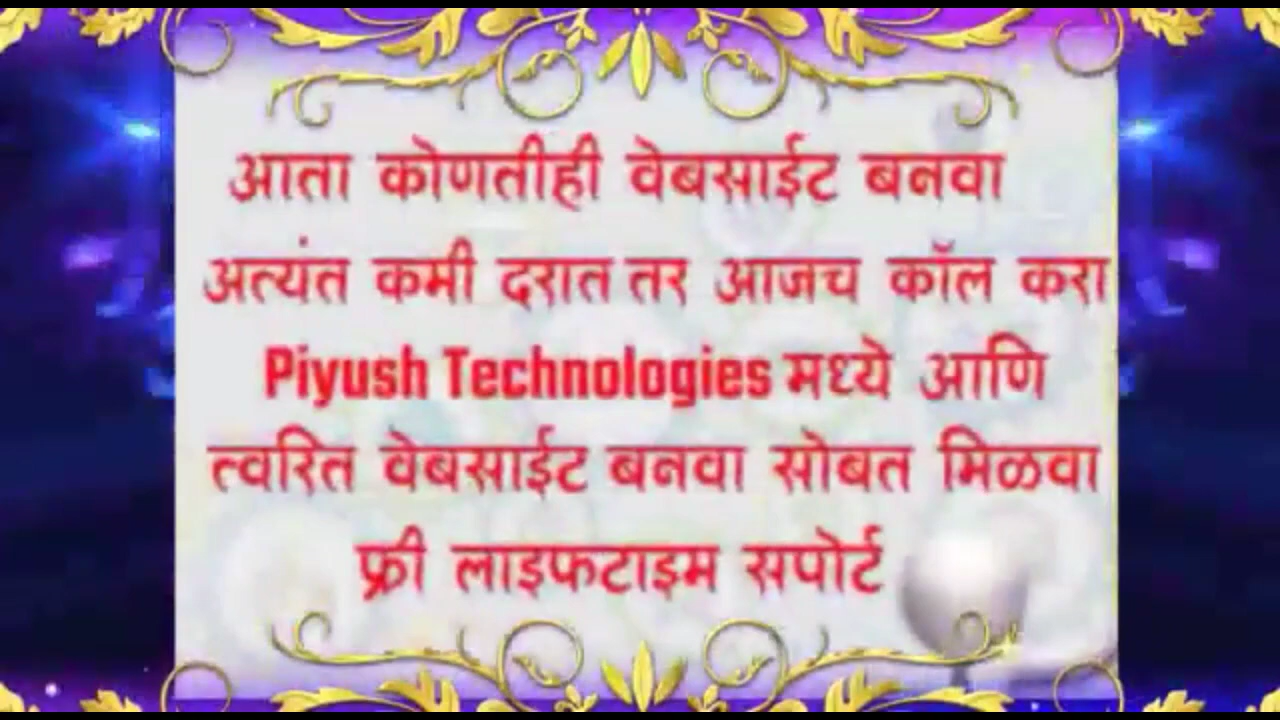 आता कोणतीही वेबसाईट बनवा
अत्यंत कमी दरात तर आजच कॉल करा
Piyush Technologies मध्ये आणि
त्वरित वेबसाईट बनवा सोबत मिळवा
फ्री लाइफटाइम सपोर्ट